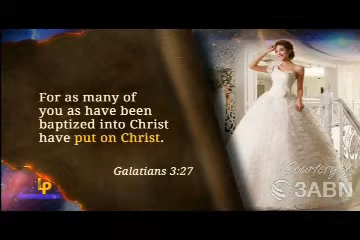 For as many of
you as have been
baptized into Christ
have put on Christ.
Galatians 3:27
LP
Courtesy of
3ABN